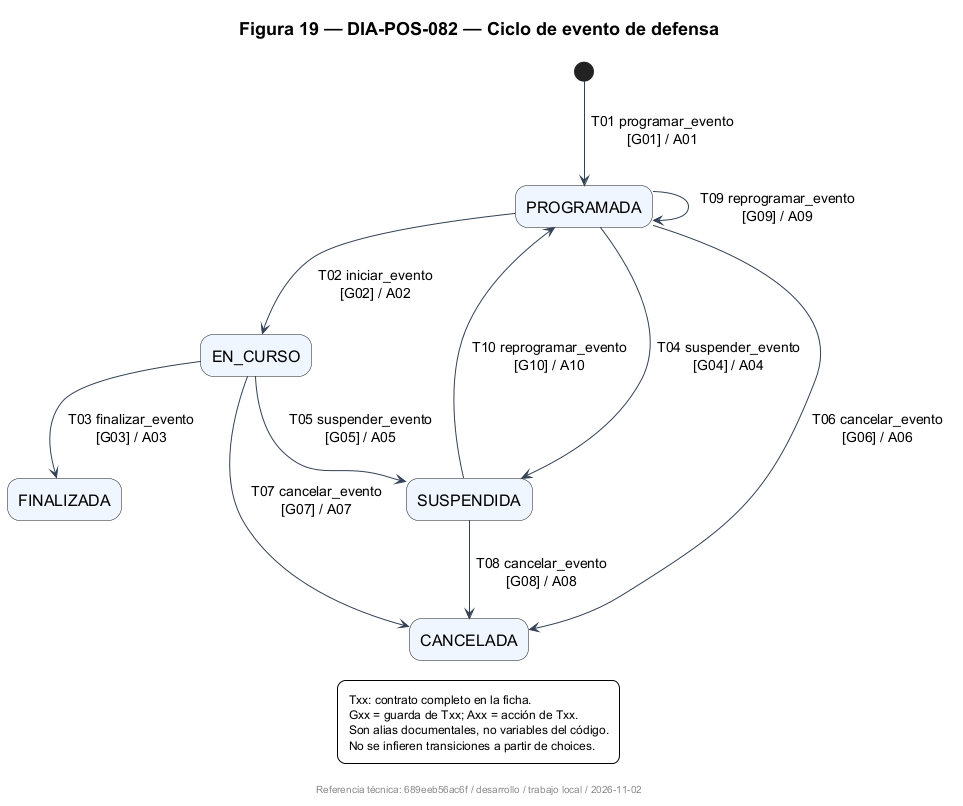 Figura 19 — DIA-POS-082 — Ciclo de evento de defensa
T01 programar_evento
[G01] / A01
PROGRAMADA
T09 reprogramar_evento
[G09] / A09
T02 iniciar_evento
[G02] / A02
EN_CURSO
T10 reprogramar_evento
[G10] / A10
T04 suspender_evento
[G04] / A04
T03 finalizar_evento
[G03] / A03
T05 suspender_evento
[G05] / A05
T06 cancelar_evento
[G06] / A06
FINALIZADA
T07 cancelar_evento
[G07] / A07
SUSPENDIDA
T08 cancelar_evento
[G08] / A08
CANCELADA
Txx: contrato completo en la ficha.
Gxx = guarda de Txx; Axx = acción de Txx.
Son alias documentales, no variables del código.
No se infieren transiciones a partir de choices.
Referencia técnica: 689eeb56ac6f / desarrollo / trabajo local / 2026-11-02